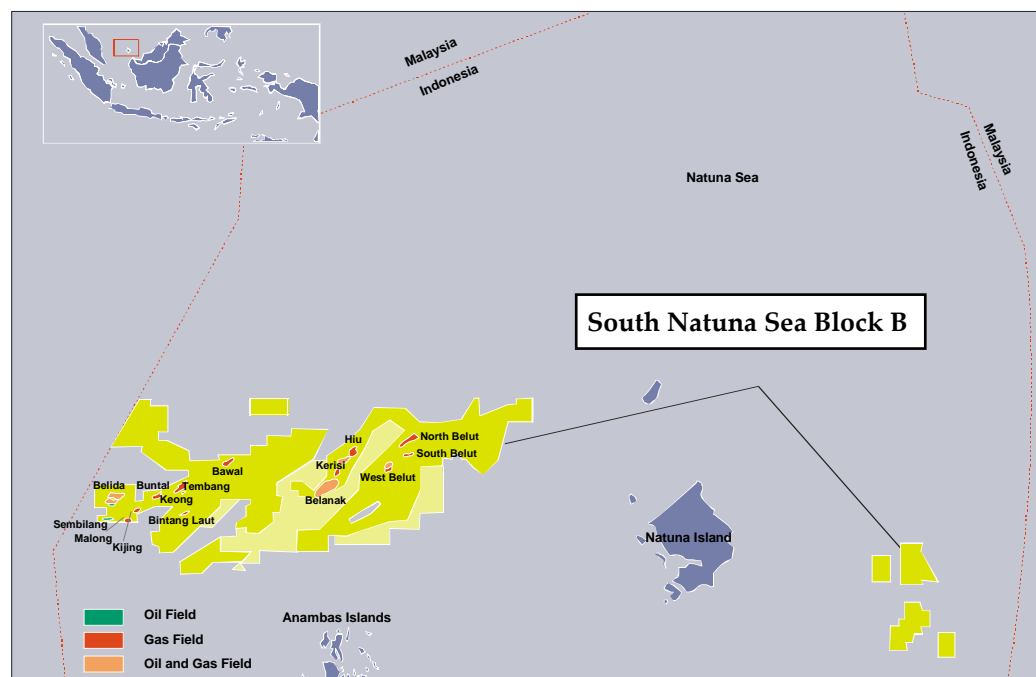 Malaysia
Indonesia
Malaysia
Indonesia
Natuna Sea
South Natuna Sea Block B
Hiu
North Belut
South Belut
Kerisi
West Belut
Bawal
Belida
Buntal
Tembang
Keong
Belanak
Sembilang
Bintang Laut
Malong
Kijing
Natuna Island
Anambas Islands
Oil Field
Gas Field
Oil and Gas Field